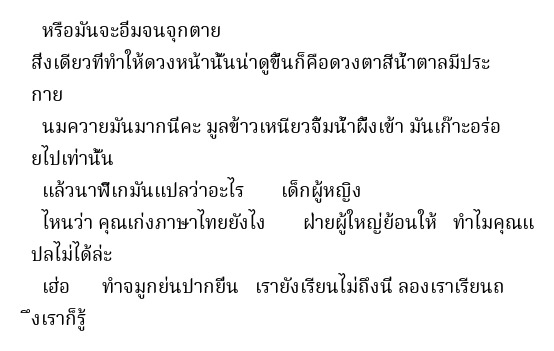 หรือมันจะอิ่มจนจุกตาย
สิ่งเดียวที่ทำให้ดวงหน้านั้นน่าดูขึ้นก็คือดวงตาสีน้ำตาลมีประ
กาย
นมควายมันมากนี่คะ มูลข้าวเหนียวจิ้มน้ำผึ้งเข้า มันเก๊าะอร่อ
ยไปเท่านั้น
แล้วนาฬิเกมันแปลว่าอะไร เด็กผู้หญิง
ไหนว่า คุณเก่งภาษาไทยยังไง ฝ่ายผู้ใหญ่ย้อนให้ ทำไมคุณแ
ปลไม่ได้ล่ะ
เฮ่อ ทำจมูกย่นปากยื่น เรายังเรียนไม่ถึงนี่ ลองเราเรียนถ
ึงเราก็รู้